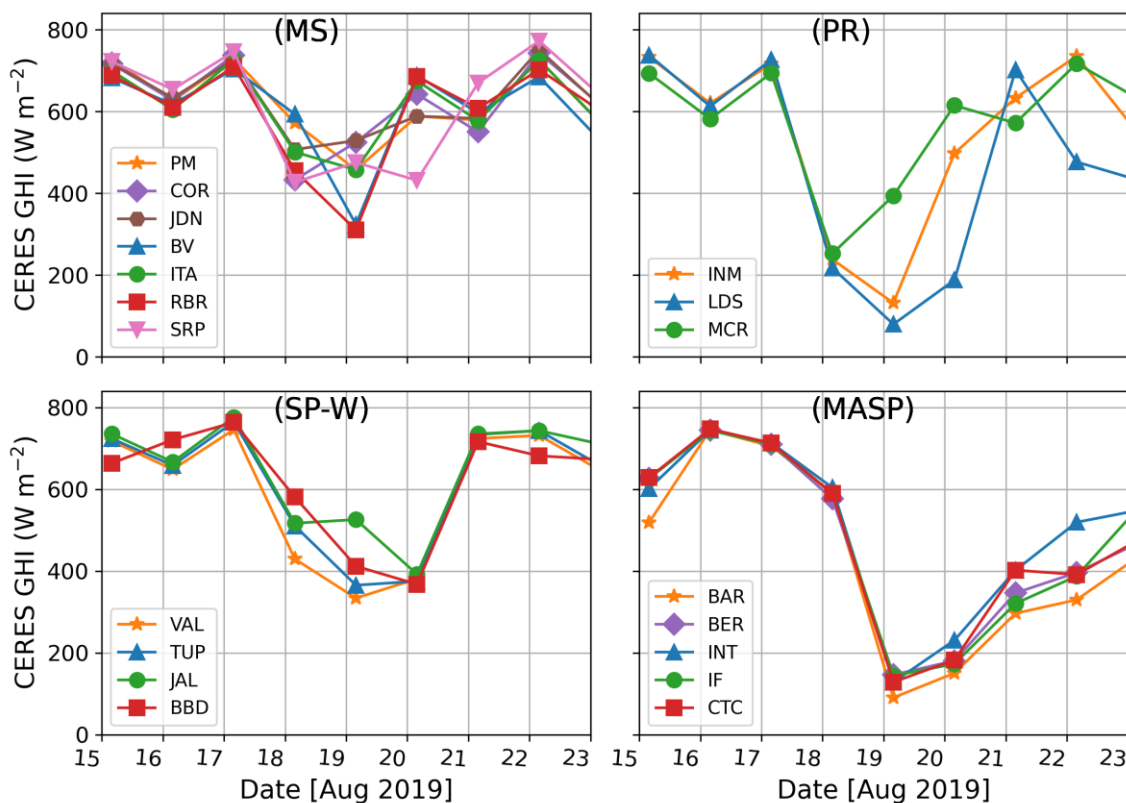 (MS)
800
600
400
200
0
CERES GHI (W m⁻²)
PM
COR
JDN
BV
ITA
RBR
SRP
(PR)
INM
LDS
MCR
(SP-W)
800
600
400
200
0
CERES GHI (W m⁻²)
VAL
TUP
JAL
BBD
15 16 17 18 19 20 21 22 23
Date [Aug 2019]
(MASP)
BAR
BER
INT
IF
CTC
15 16 17 18 19 20 21 22 23
Date [Aug 2019]